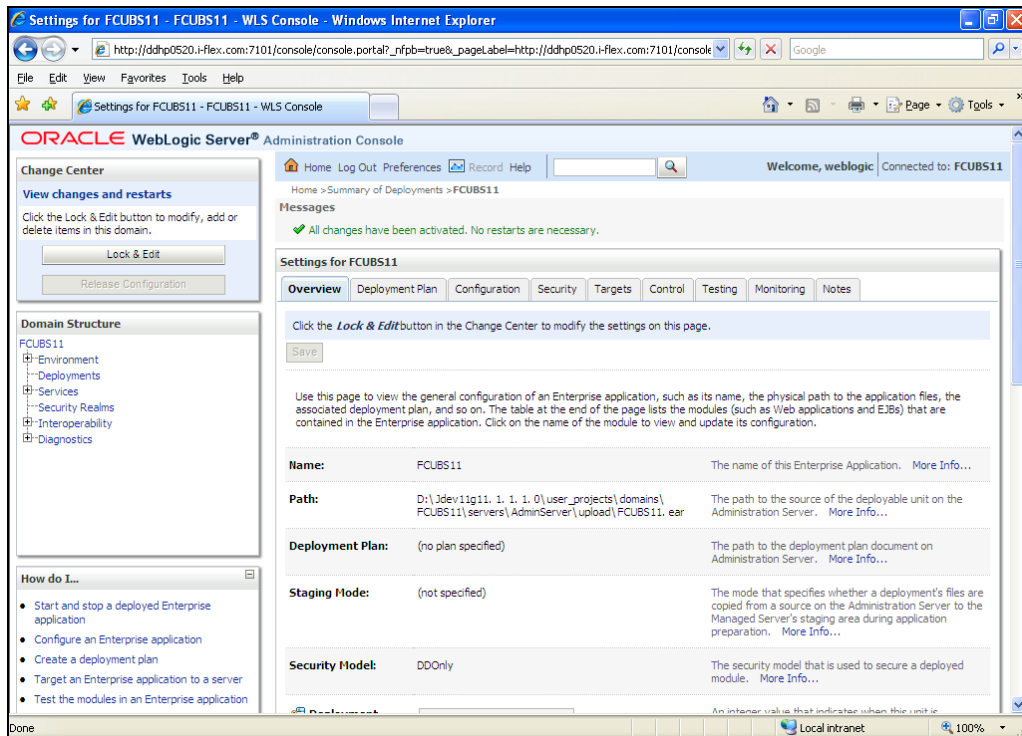 Settings for FCUBS11 - FCUBS11 - WLS Console - Windows Internet Explorer
http://ddhp0520.i-flex.com:7101/console/console.portal?_nfpb=true&_pageLabel=http://ddhp0520.i-flex.com:7101/console
Google
File Edit View Favorites Tools Help
Settings for FCUBS11 - FCUBS11 - WLS Console
Page Tools
ORACLE WebLogic Server® Administration Console
Change Center
View changes and restarts
Click the Lock & Edit button to modify, add or
delete items in this domain.
Lock & Edit
Release Configuration
Domain Structure
FCUBS11
Environment
Deployments
Services
Security Realms
Interoperability
Diagnostics
How do I...
Start and stop a deployed Enterprise
application
Configure an Enterprise application
Create a deployment plan
Target an Enterprise application to a server
Test the modules in an Enterprise application
Home Log Out Preferences Record Help
Welcome, weblogic Connected to: FCUBS11
Home >Summary of Deployments >FCUBS11
Messages
All changes have been activated. No restarts are necessary.
Settings for FCUBS11
Overview Deployment Plan Configuration Security Targets Control Testing Monitoring Notes
Click the Lock & Edit button in the Change Center to modify the settings on this page.
Save
Use this page to view the general configuration of an Enterprise application, such as its name, the physical path to the application files, the
associated deployment plan, and so on. The table at the end of the page lists the modules (such as Web applications and EJBs) that are
contained in the Enterprise application. Click on the name of the module to view and update its configuration.
Name: FCUBS11 The name of this Enterprise Application. More Info...
Path: D:\Jdev11g11. 1. 1. 1. 0\user_projects\domains\ The path to the source of the deployable unit on the
FCUBS11\servers\AdminServer\upload\FCUBS11. ear Administration Server. More Info...
Deployment Plan: (no plan specified) The path to the deployment plan document on
Administration Server. More Info...
Staging Mode: (not specified) The mode that specifies whether a deployment's files are
copied from a source on the Administration Server to the
Managed Server's staging area during application
preparation. More Info...
Security Model: DDOnly The security model that is used to secure a deployed
module. More Info...
Deployment An integer value that indicates when this unit is
Done Local intranet 100%